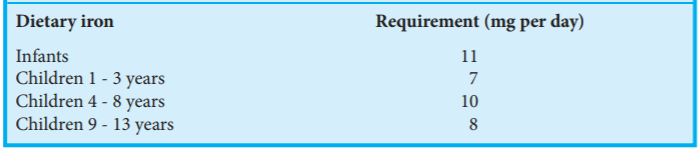 Dietary iron Requirement (mg per day)
Infants 11
Children 1 - 3 years 7
Children 4 - 8 years 10
Children 9 - 13 years 8